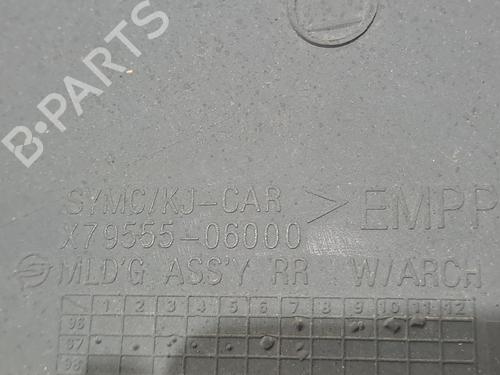 B-PARTS
SYMC/KJ-CAR
X79555-06000
>EMPP
MLD'G ASS'Y RR W/ARCH
1 2 3 4 5 6 7 8 9 10 11 12
96
97
98